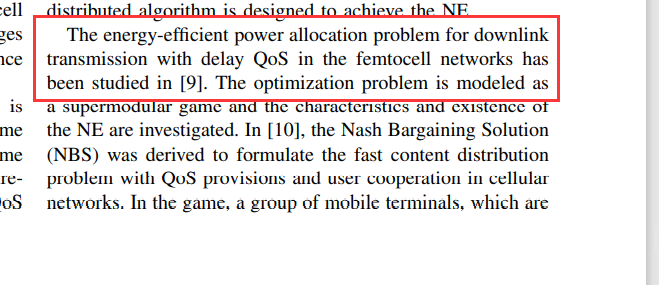 cell
distributed algorithm is designed to achieve the NE.
ges
The energy-efficient power allocation problem for downlink
nce
transmission with delay QoS in the femtocell networks has
been studied in [9]. The optimization problem is modeled as
is
a supermodular game and the characteristics and existence of
me
the NE are investigated. In [10], the Nash Bargaining Solution
me
(NBS) was derived to formulate the fast content distribution
re-
problem with QoS provisions and user cooperation in cellular
QoS
networks. In the game, a group of mobile terminals, which are